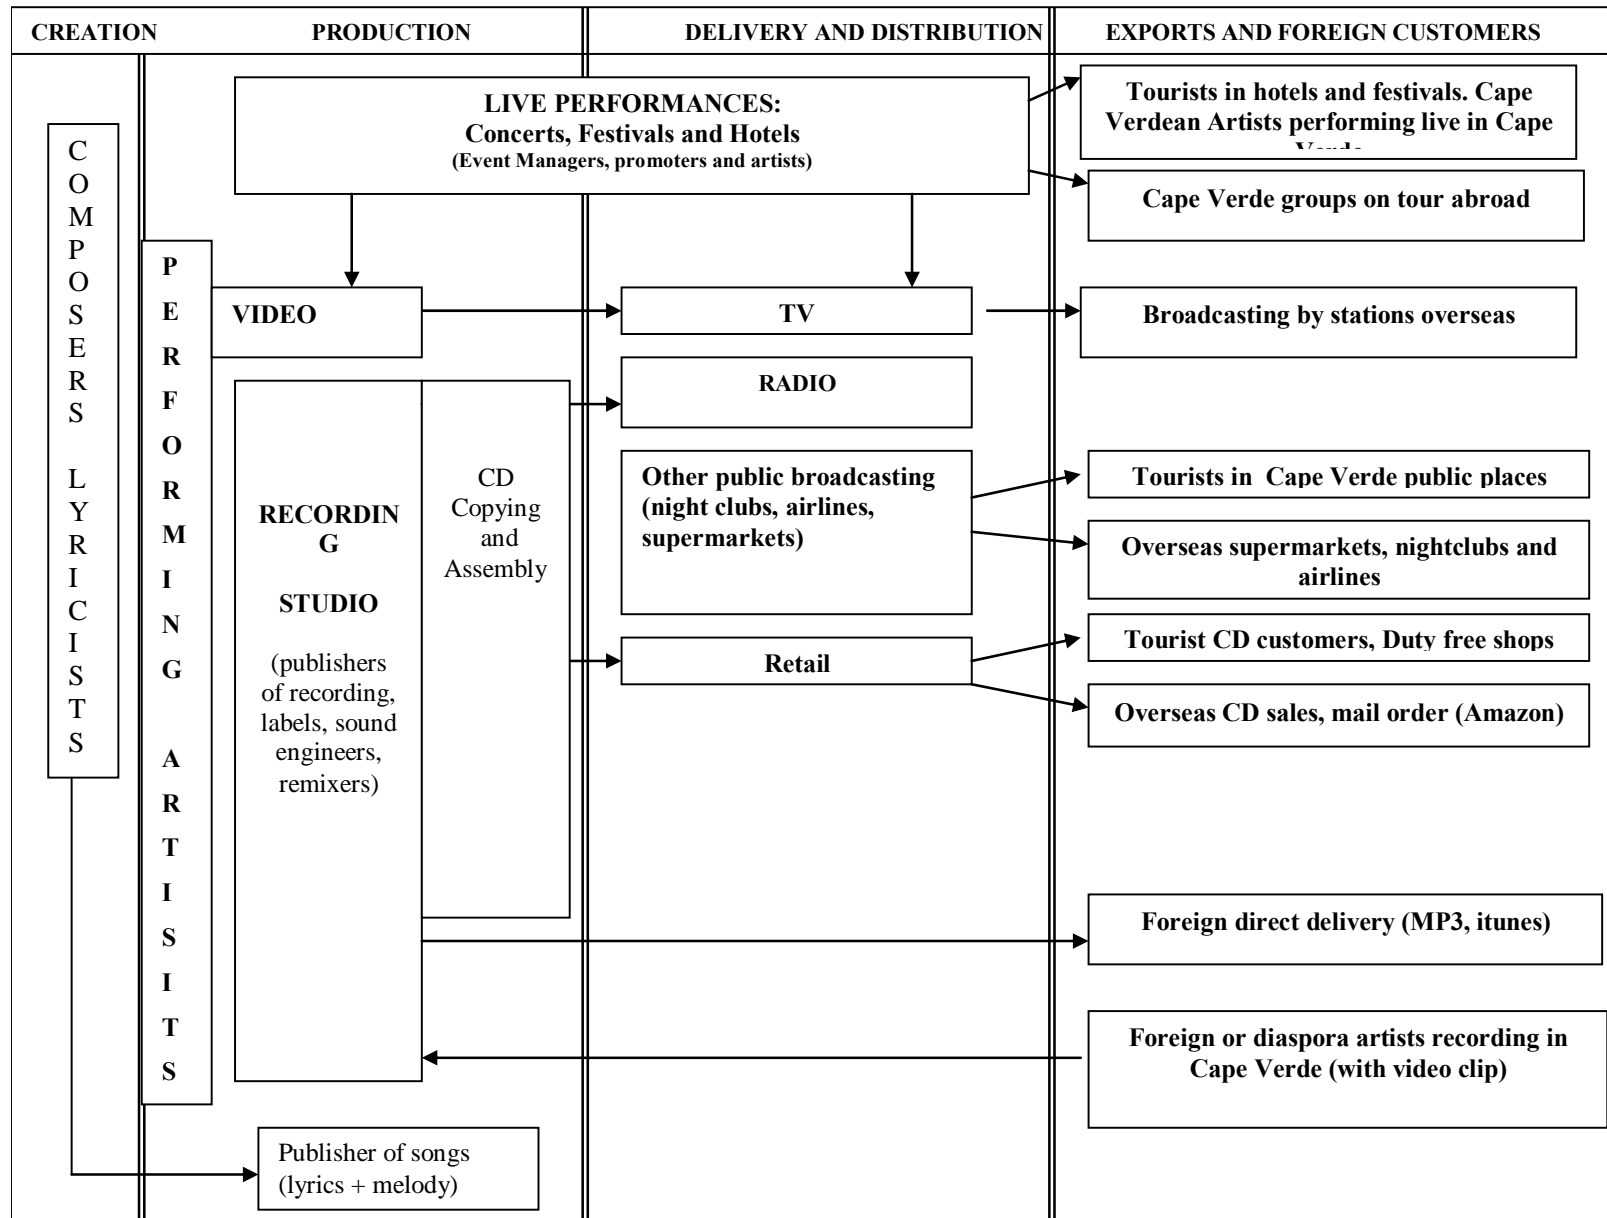 CREATION
PRODUCTION
DELIVERY AND DISTRIBUTION
EXPORTS AND FOREIGN CUSTOMERS
COMPOSERS LYRICISTS
PERFORMING ARTISITS
LIVE PERFORMANCES:
Concerts, Festivals and Hotels
(Event Managers, promoters and artists)
Tourists in hotels and festivals. Cape
Verdean Artists performing live in Cape
Cape Verde groups on tour abroad
VIDEO
TV
Broadcasting by stations overseas
RADIO
RECORDIN
G
STUDIO
(publishers
of recording,
labels, sound
engineers,
remixers)
CD
Copying
and
Assembly
Other public broadcasting
(night clubs, airlines,
supermarkets)
Tourists in Cape Verde public places
Overseas supermarkets, nightclubs and
airlines
Retail
Tourist CD customers, Duty free shops
Overseas CD sales, mail order (Amazon)
Foreign direct delivery (MP3, itunes)
Foreign or diaspora artists recording in
Cape Verde (with video clip)
Publisher of songs
(lyrics + melody)